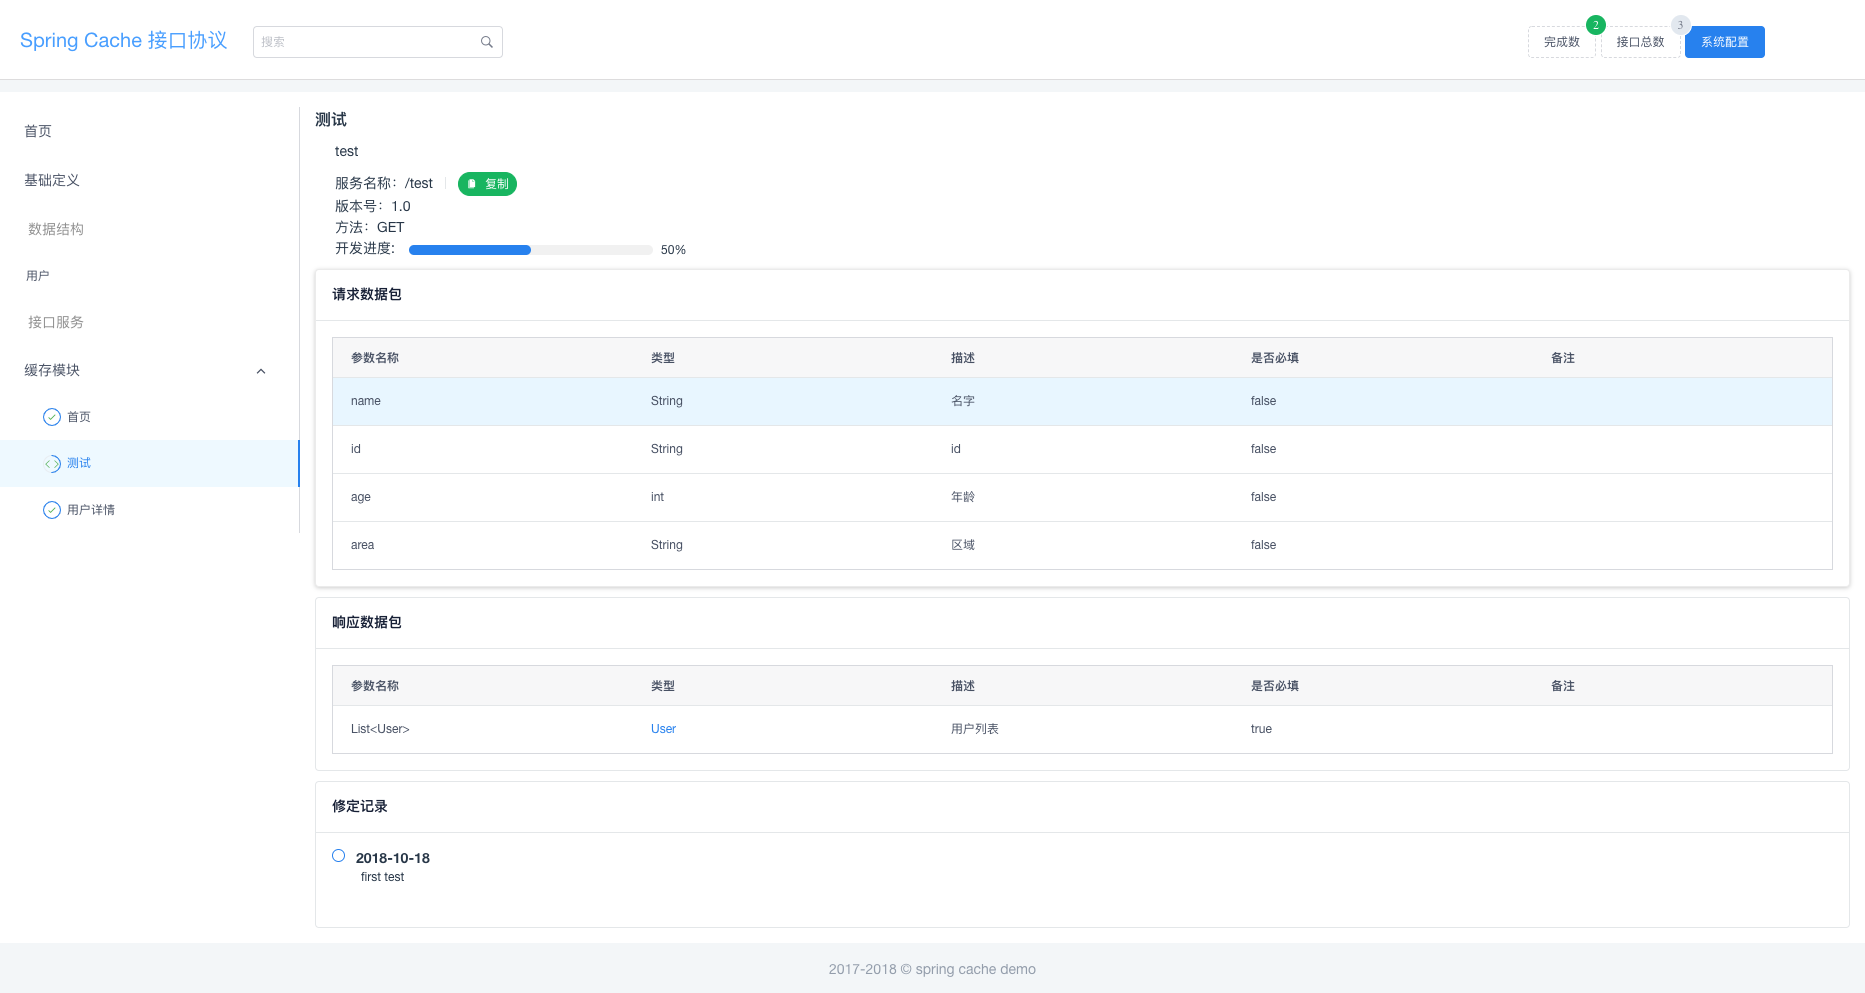 Spring Cache 接口协议
搜索
完成数 2
接口总数 3
系统配置
首页
基础定义
数据结构
用户
接口服务
缓存模块
首页
测试
用户详情
测试
test
服务名称：/test
复制
版本号：1.0
方法：GET
开发进度: 50%
请求数据包
参数名称 类型 描述 是否必填 备注
name String 名字 false
id String id false
age int 年龄 false
area String 区域 false
响应数据包
参数名称 类型 描述 是否必填 备注
List<User> User 用户列表 true
修定记录
2018-10-18
first test
2017-2018 © spring cache demo